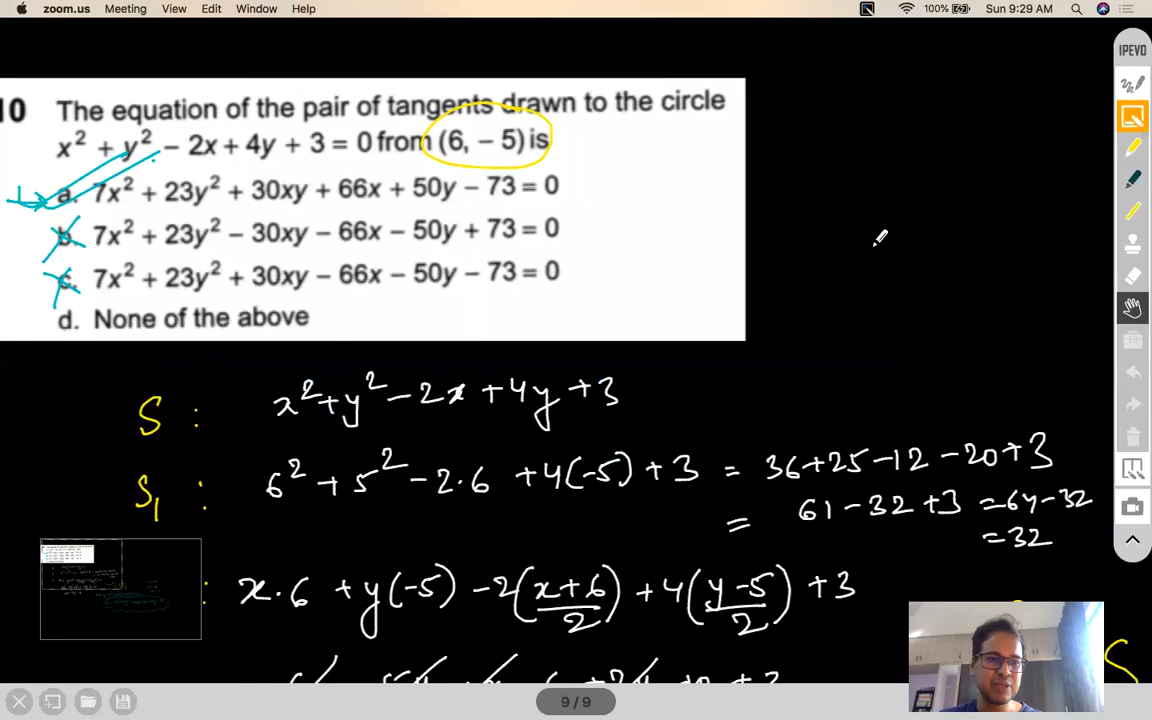 zoom.us Meeting View Edit Window Help 100% Sun 9:29 AM
IPEVO
10 The equation of the pair of tangents drawn to the circle
x² + y² − 2x + 4y + 3 = 0 from (6, − 5) is
a. 7x² + 23y² + 30xy + 66x + 50y − 73 = 0
b. 7x² + 23y² − 30xy − 66x − 50y + 73 = 0
c. 7x² + 23y² + 30xy − 66x − 50y − 73 = 0
d. None of the above
S : x² + y² − 2x + 4y + 3
S₁ : 6² + 5² − 2·6 + 4(−5) + 3 = 36+25−12−20+3
= 61 − 32 + 3 = 64 − 32
= 32
: x·6 + y(−5) − 2(x+6/2) + 4(y−5/2) + 3
S
9 / 9